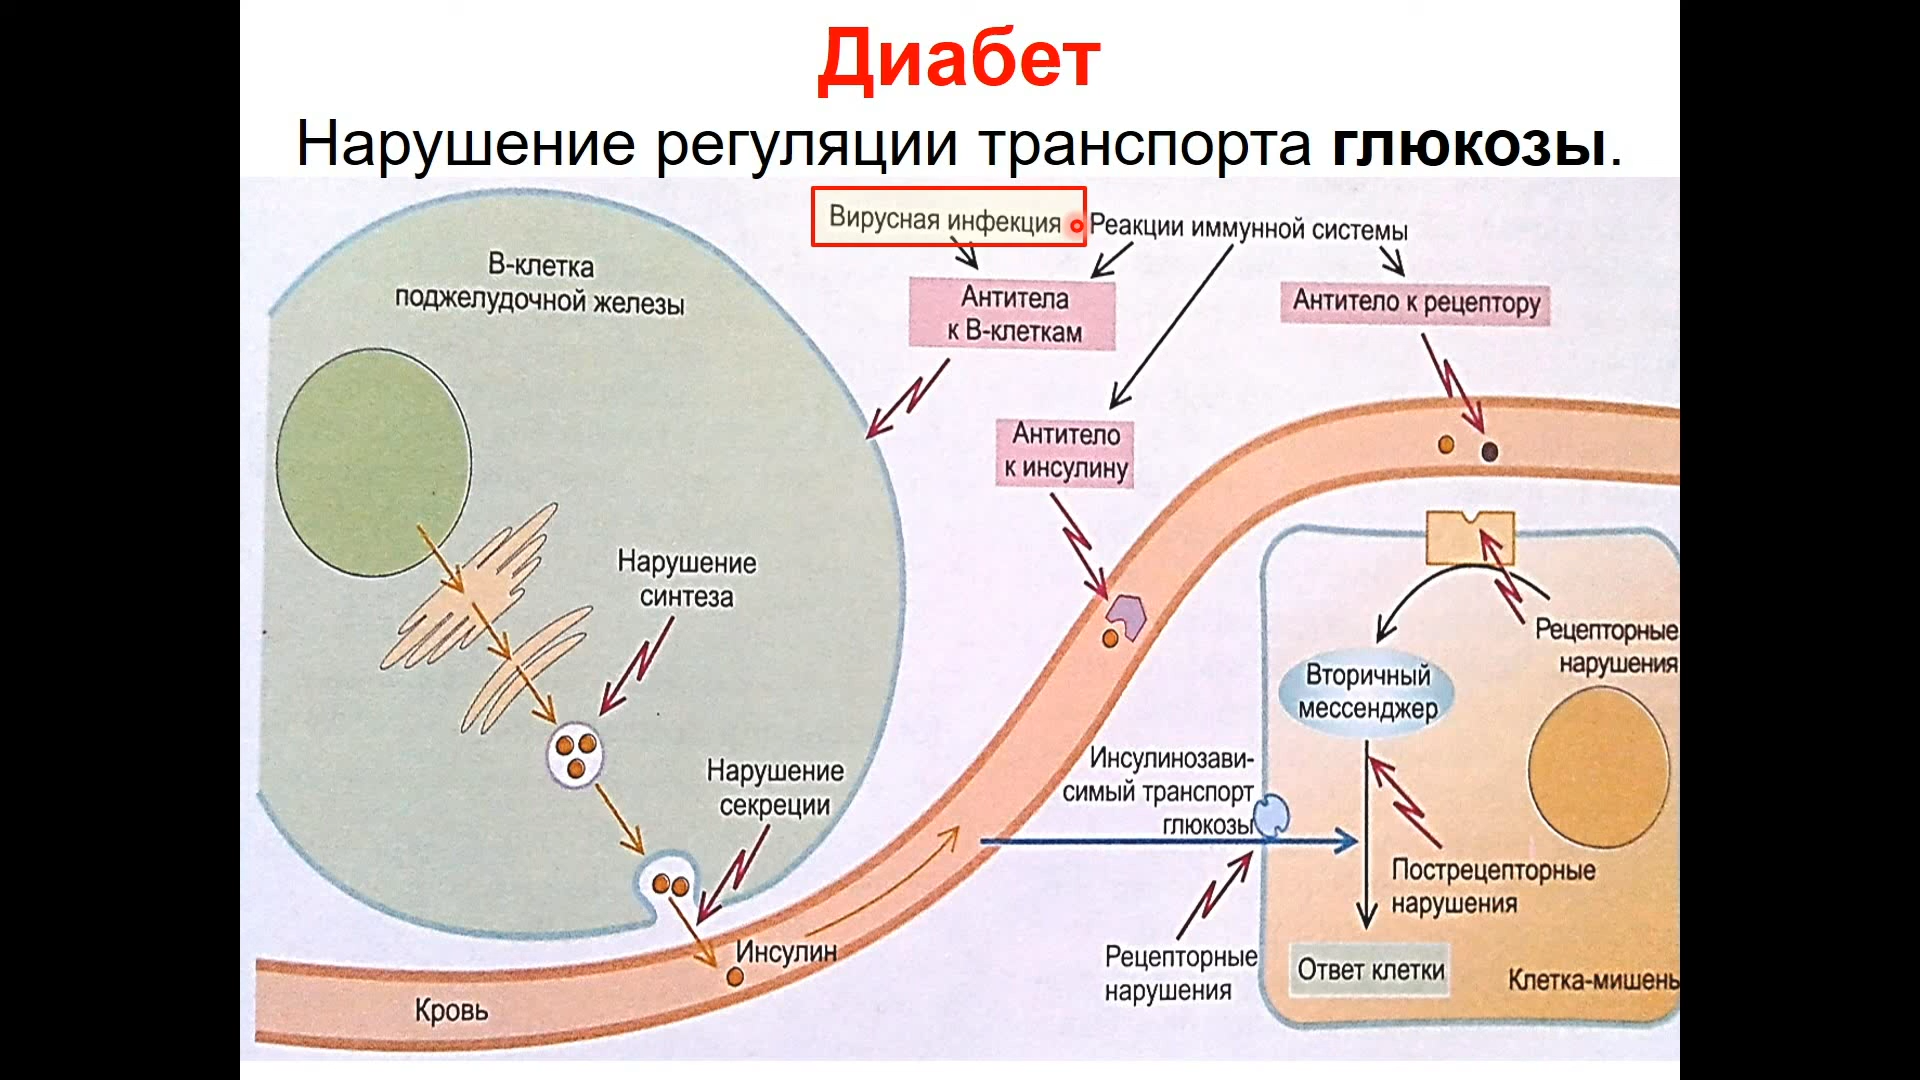 Диабет
Нарушение регуляции транспорта глюкозы.
Вирусная инфекция
Реакции иммунной системы
В-клетка
поджелудочной железы
Антитела
к В-клеткам
Антитело к рецептору
Антитело
к инсулину
Нарушение
синтеза
Рецепторные
нарушения
Вторичный
мессенджер
Нарушение
секреции
Инсулинозави-
симый транспорт
глюкозы
Пострецепторные
нарушения
Инсулин
Рецепторные
нарушения
Ответ клетки
Клетка-мишень
Кровь